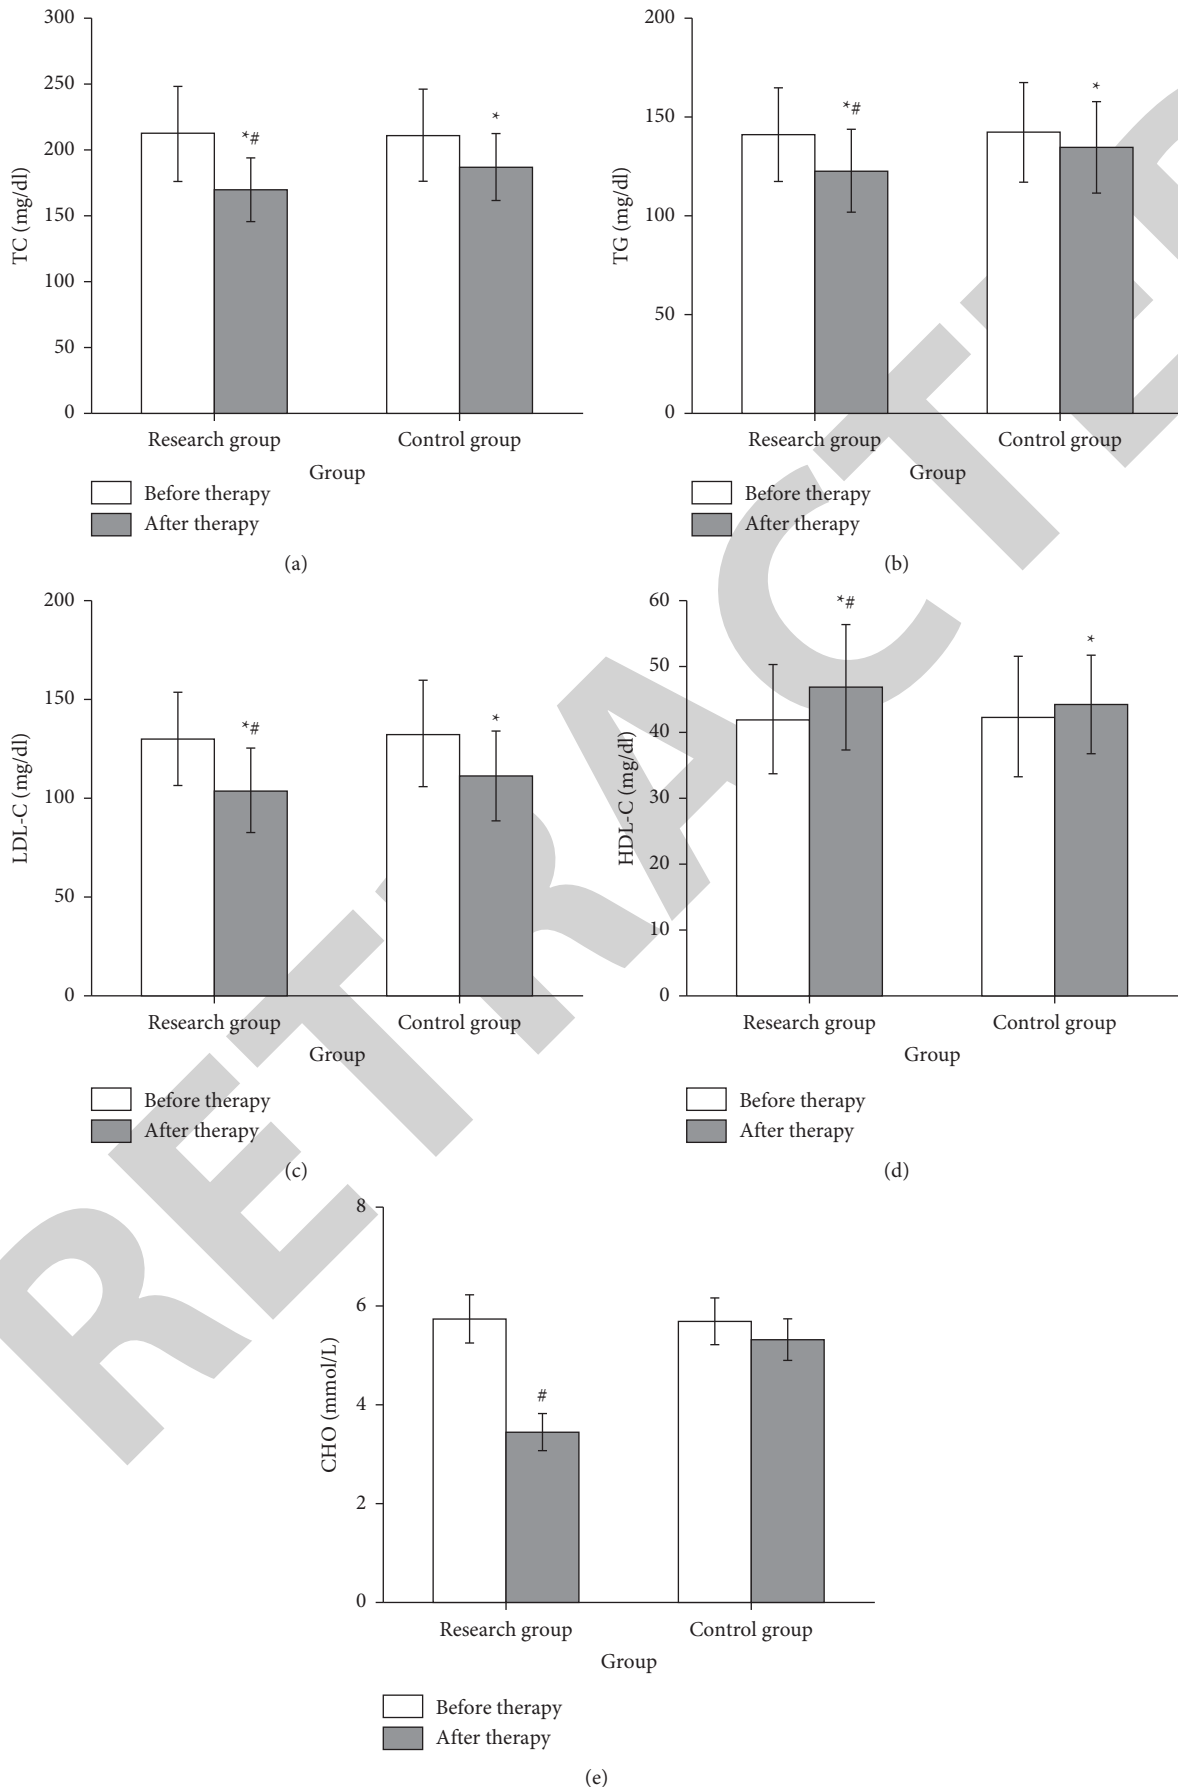 300
250
200
150
100
50
0
TC (mg/dl)
*#
*
Research group
Control group
Group
Before therapy
After therapy
(a)
200
150
100
50
0
TG (mg/dl)
*#
*
Research group
Control group
Group
Before therapy
After therapy
(b)
200
150
100
50
0
LDL-C (mg/dl)
*#
*
Research group
Control group
Group
Before therapy
After therapy
(c)
60
50
40
30
20
10
0
HDL-C (mg/dl)
*#
*
Research group
Control group
Group
Before therapy
After therapy
(d)
8
6
4
2
0
CHO (mmol/L)
#
Research group
Control group
Group
Before therapy
After therapy
(e)
RETRACTE